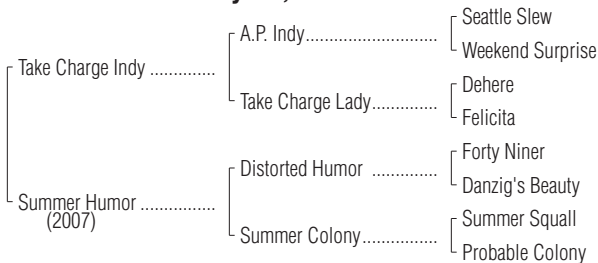 Seattle Slew
A.P. Indy..............................
Weekend Surprise
Take Charge Indy ...............
Dehere
Take Charge Lady...............
Felicita
Forty Niner
Distorted Humor ...............
Danzig's Beauty
Summer Humor .................
(2007)
Summer Squall
Summer Colony.................
Probable Colony